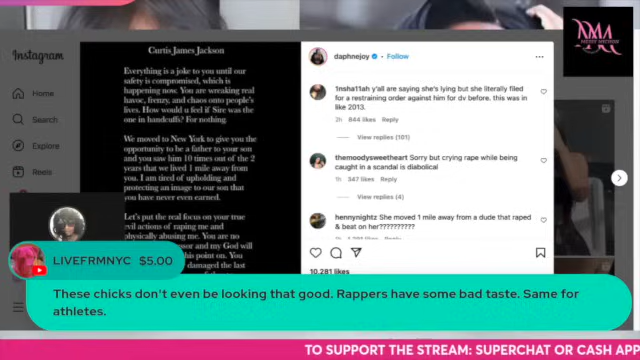 Instagram
Home
Search
Explore
Reels
Curtis James Jackson
Everything is a joke to you until our
safety is compromised, which is
happening now. You are wreaking real
havoc, frenzy, and chaos onto people's
lives. How would u feel if Sire was the
one in handcuffs? For nothing.
We moved to New York to give you the
opportunity to be a father to your son
and you saw him 10 times out of the 2
years that we lived 1 mile away from you.
I am tired of upholding and
protecting an image to our son that
you have never even earned.
Let's put the real focus on your true
evil actions of raping me and
physically abusing me. You are no
and my God will
this point on. You
damaged the last
daphnejoy • Follow
1nsha11ah y'all are saying she's lying but she literally filed
for a restraining order against him for dv before. this was in
like 2013.
2h 844 likes Reply
View replies (101)
themoodysweetheart Sorry but crying rape while being
caught in a scandal is diabolical
1h 347 likes Reply
View replies (4)
hennynightz She moved 1 mile away from a dude that raped
& beat on her??????????
10,281 likes
LIVEFRMNYC $5.00
These chicks don't even be looking that good. Rappers have some bad taste. Same for
athletes.
TO SUPPORT THE STREAM: SUPERCHAT OR CASH APP